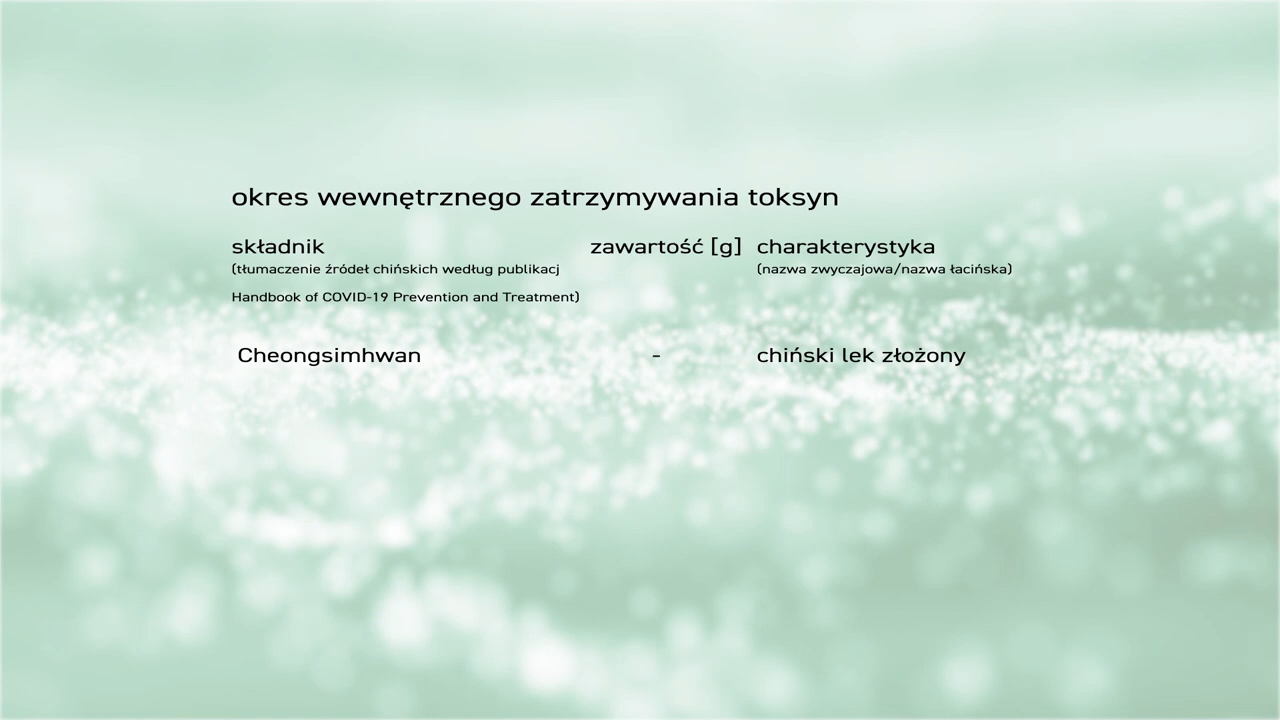 okres wewnętrznego zatrzymywania toksyn
składnik zawartość [g] charakterystyka
(tłumaczenie źródeł chińskich według publikacj (nazwa zwyczajowa/nazwa łacińska)
Handbook of COVID-19 Prevention and Treatment)
Cheongsimhwan - chiński lek złożony